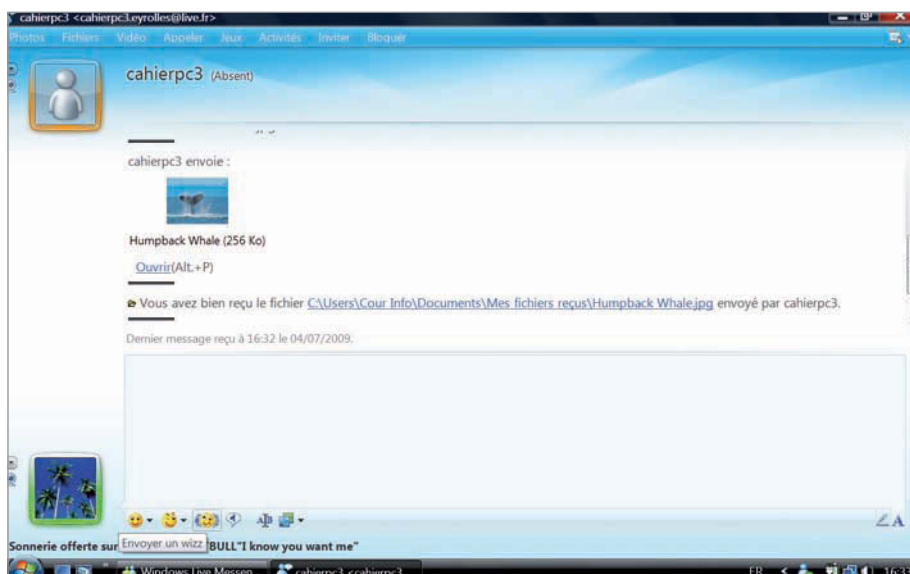 cahierpc3 <cahierpc3.eyrolles@live.fr>
Photos Fichiers Vidéo Appeler Jeux Activités Inviter Bloquer
cahierpc3 (Absent)
cahierpc3 envoie :
Humpback Whale (256 Ko)
Ouvrir(Alt.+P)
Vous avez bien reçu le fichier C:\Users\Cour Info\Documents\Mes fichiers reçus\Humpback Whale.jpg envoyé par cahierpc3.
Dernier message reçu à 16:32 le 04/07/2009.
Envoyer un wizz
Sonnerie offerte sur BULL"I know you want me"
Windows Live Messen... cahierpc3 <cahierpc3...
FR < 16:33